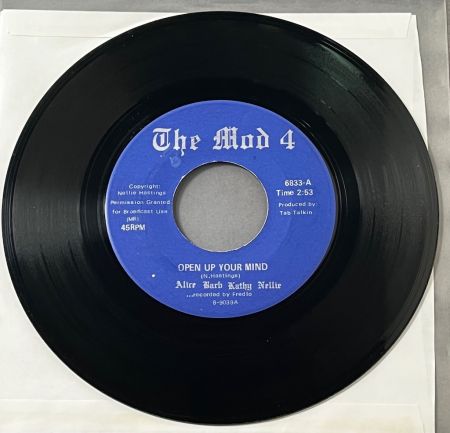 The Mod 4
Copyright:
Nellie Hastings
Permission Granted
for Broadcast Use
(MR)
45RPM
6833-A
Time 2:53
Produced by:
Tab Talkin
OPEN UP YOUR MIND
(N.Hastings)
Alice Barb Kathy Nellie
...recorded by Fredlo
6-9033A